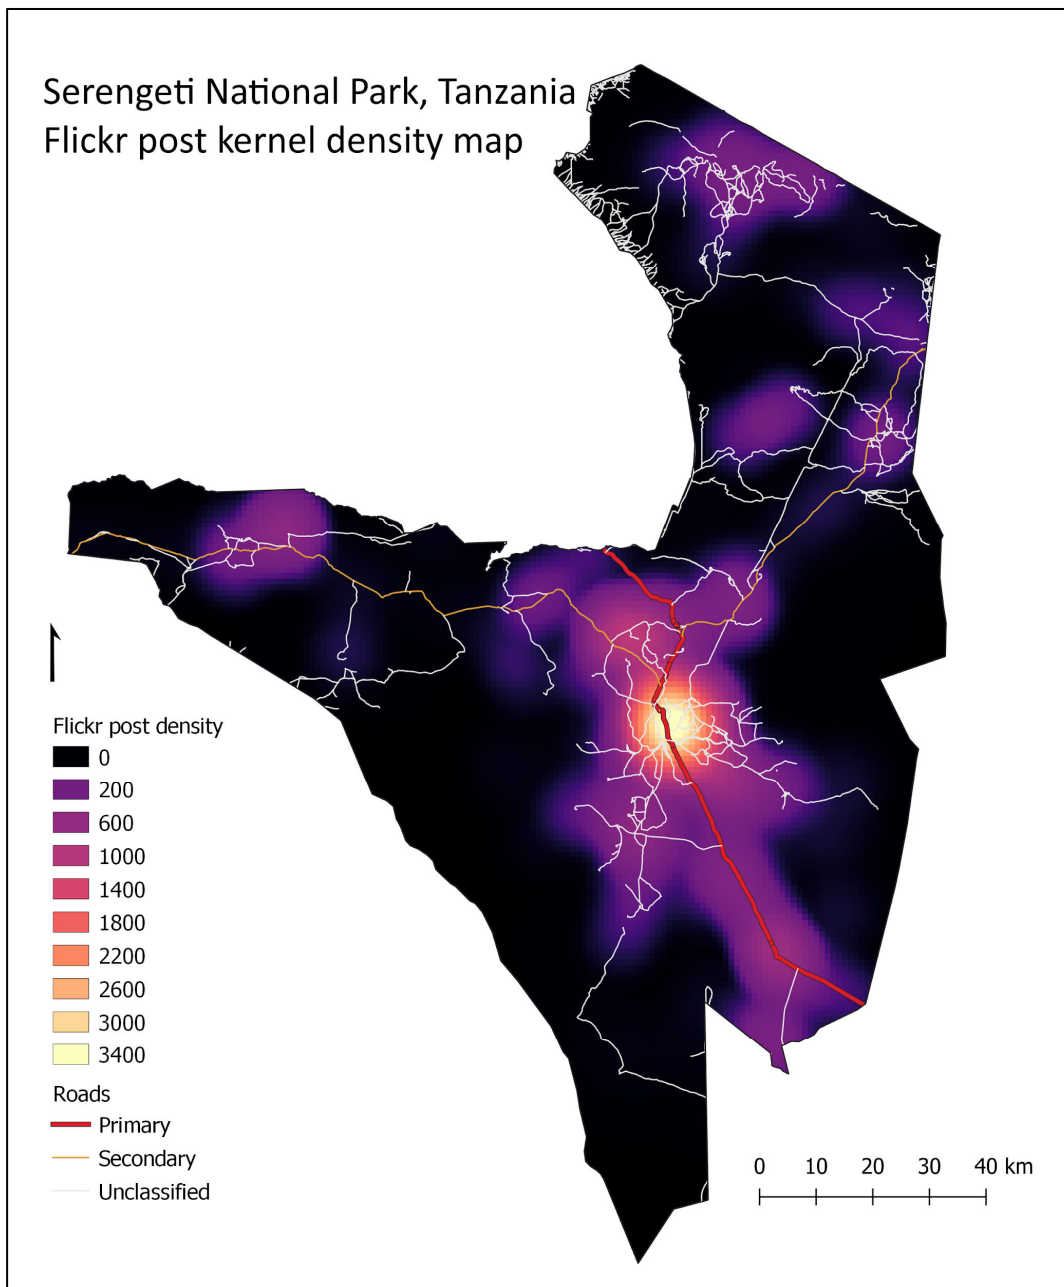 Serengeti National Park, Tanzania
Flickr post kernel density map
Flickr post density
0
200
600
1000
1400
1800
2200
2600
3000
3400
Roads
Primary
Secondary
Unclassified
0 10 20 30 40 km